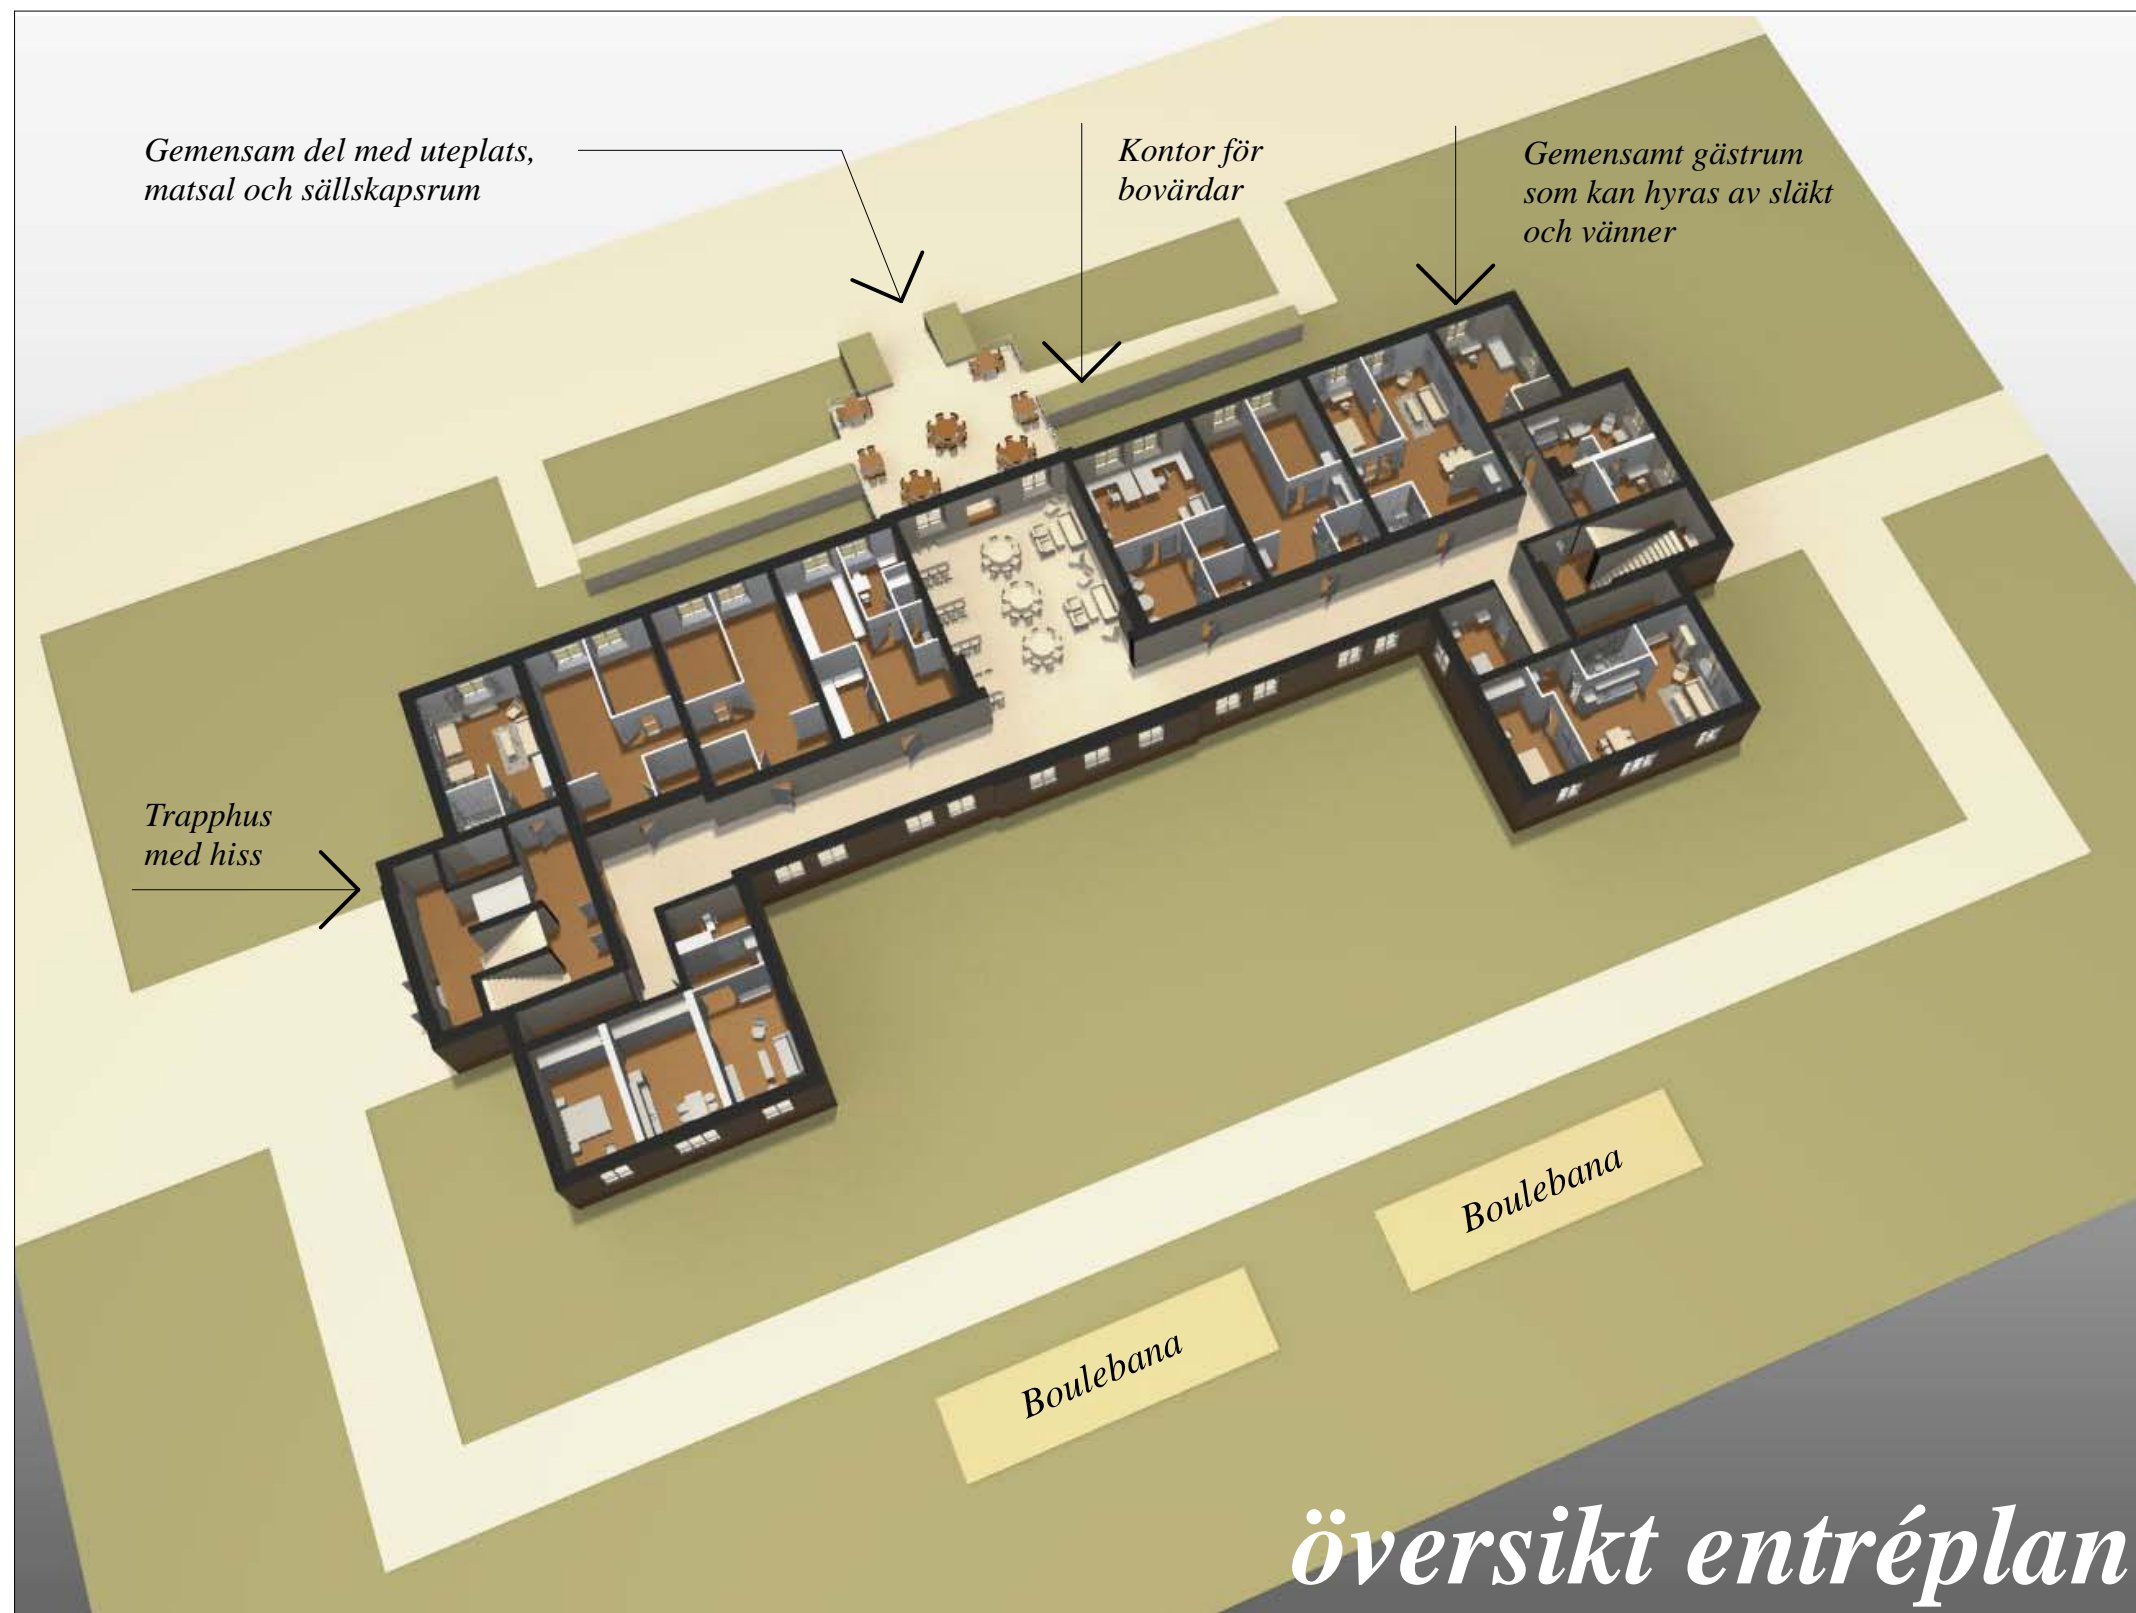 Gemensam del med uteplats,
matsal och sällskapsrum
Kontor för
bovärdar
Gemensamt gästrum
som kan hyras av släkt
och vänner
Trapphus
med hiss
Boulebana
Boulebana
översikt entréplan